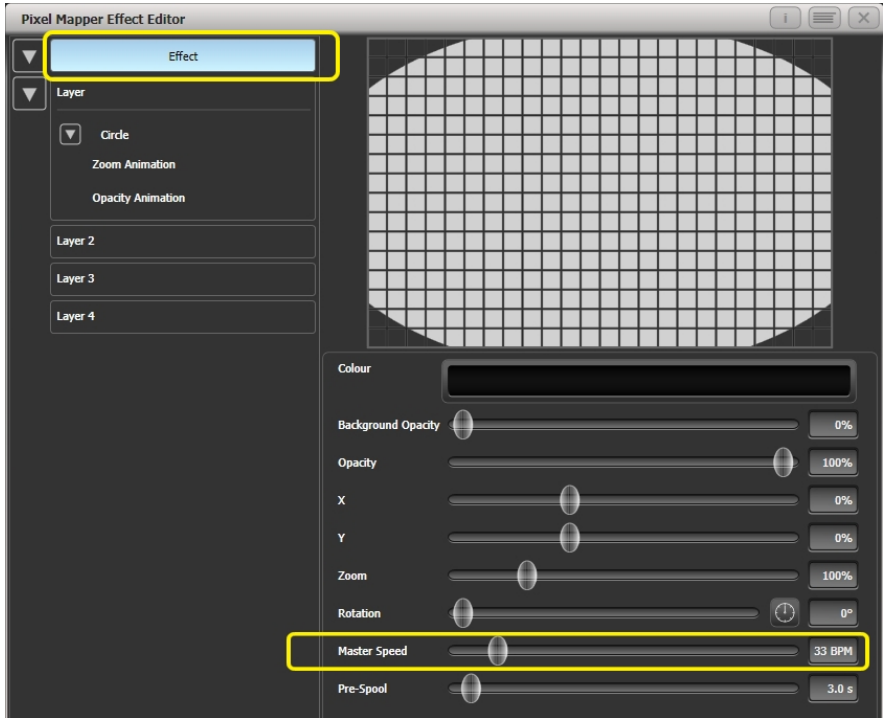 Pixel Mapper Effect Editor
i
Effect
Layer
Circle
Zoom Animation
Opacity Animation
Layer 2
Layer 3
Layer 4
Colour
Background Opacity 0%
Opacity 100%
X 0%
Y 0%
Zoom 100%
Rotation 0°
Master Speed 33 BPM
Pre-Spool 3.0 s